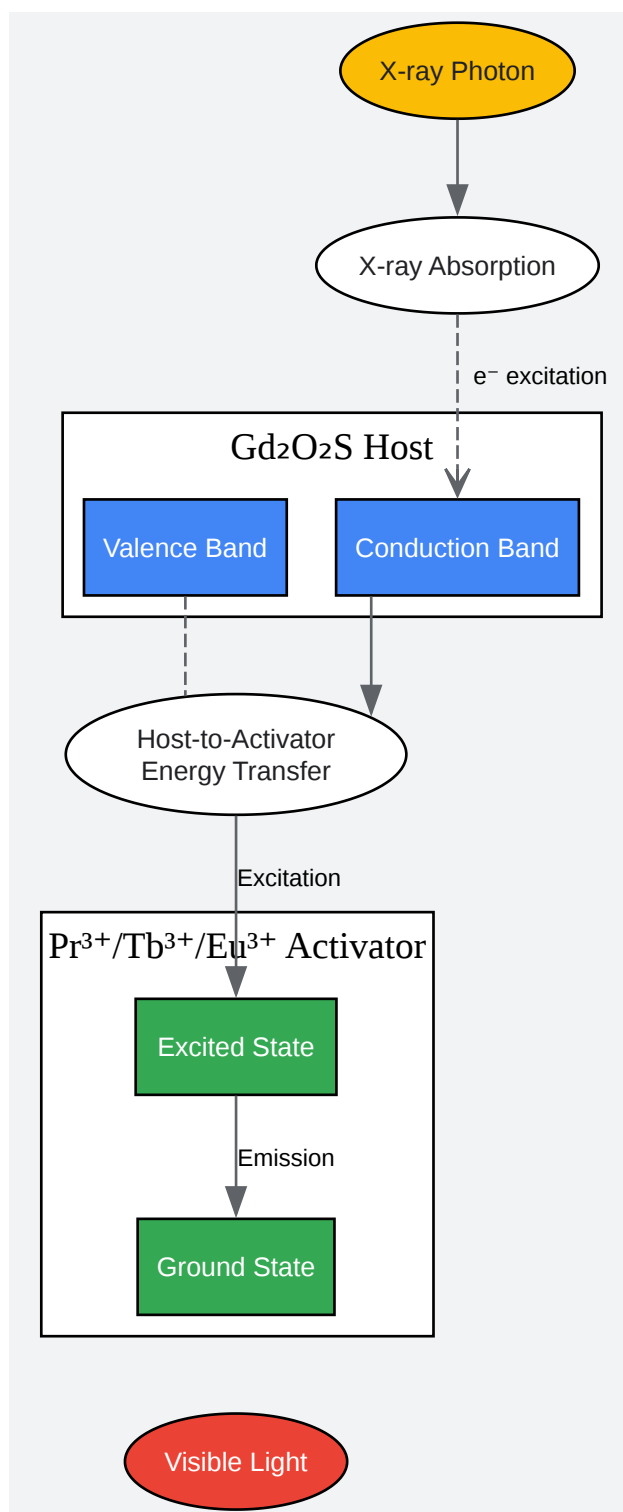 X-ray Photon
X-ray Absorption
e⁻ excitation
Gd₂O₂S Host
Valence Band
Conduction Band
Host-to-Activator
Energy Transfer
Excitation
Pr³⁺/Tb³⁺/Eu³⁺ Activator
Excited State
Emission
Ground State
Visible Light